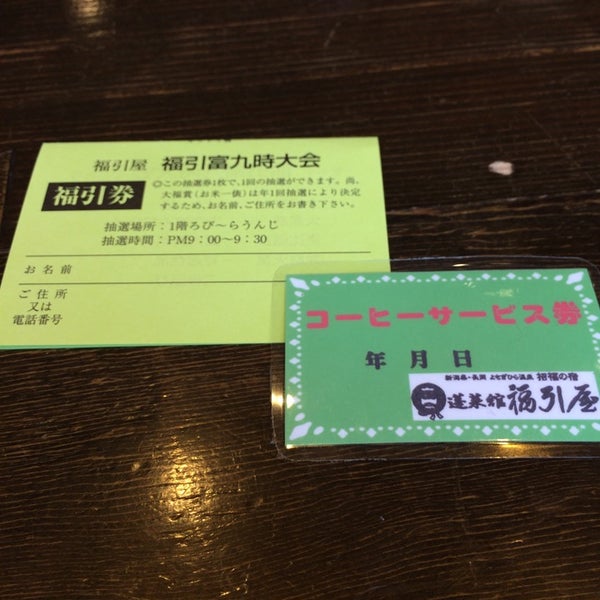 福引屋 福引富九時大会
福引券
◎この抽選券1枚で、1回の抽選ができます。尚、
大福賞(お米一俵)は年1回抽選により決定
するため、お名前、ご住所をお書き下さい。
抽選場所:1階ろび〜らうんじ
抽選時間:PM9:00〜9:30
お名前
ご住所
又は
電話番号
コーヒーサービス券
年 月 日
新潟県・長岡 よもぎひら温泉 招福の宿
蓬莱館 福引屋